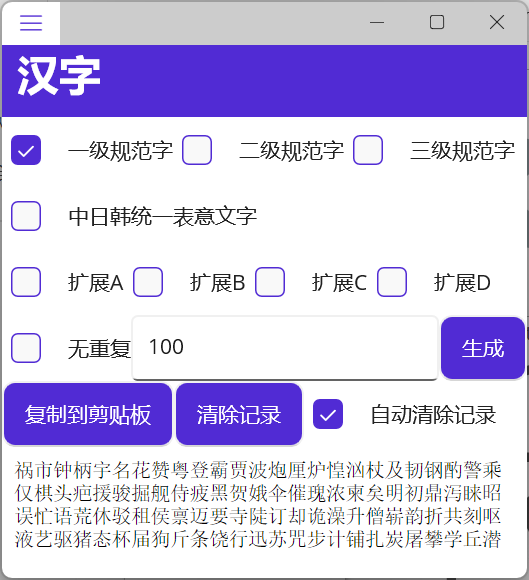 汉字
一级规范字 二级规范字 三级规范字
中日韩统一表意文字
扩展A 扩展B 扩展C 扩展D
无重复 100 生成
复制到剪贴板 清除记录 自动清除记录
祸市钟柄宇名花赞粤登霸贾波炮厘炉惶汹杖及韧钢酌警乘
仅棋头疤援骏掘舰侍疲黑贺娥伞催瑰浓柬矣明初鼎泻睐昭
误忙语荒休驳租侯禀迈要寺陡订却诡澡升僧崭韵折共刻呕
液艺驱猪态杯届狗斤条饶行迅苏咒步计铺扎炭屠攀学丘潜